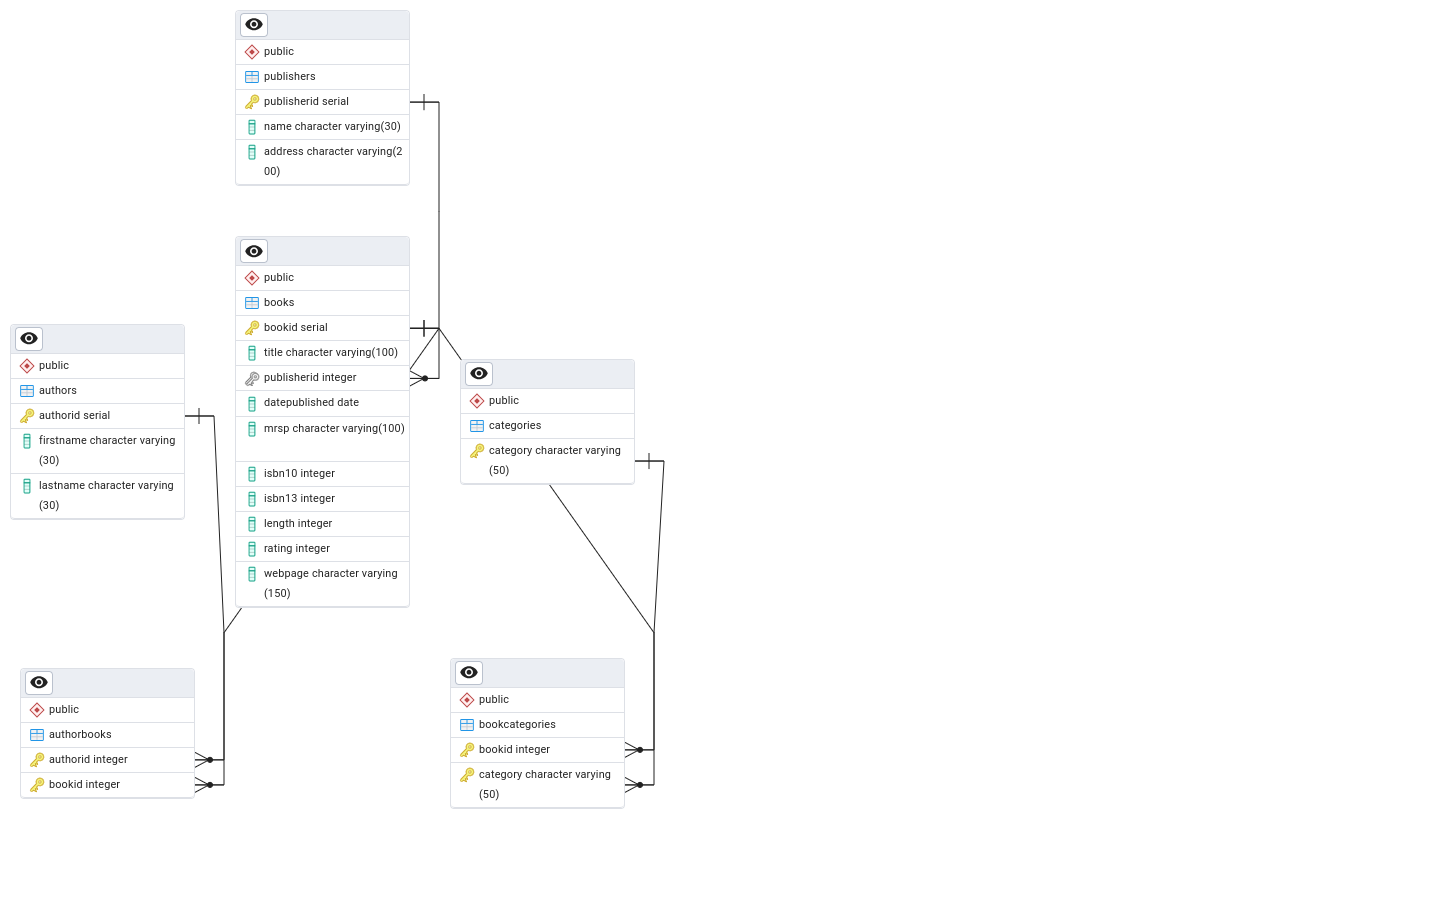 public
publishers
publisherid serial
name character varying(30)
address character varying(2
00)
public
books
bookid serial
title character varying(100)
publisherid integer
datepublished date
mrsp character varying(100)
isbn10 integer
isbn13 integer
length integer
rating integer
webpage character varying
(150)
public
authors
authorid serial
firstname character varying
(30)
lastname character varying
(30)
public
categories
category character varying
(50)
public
authorbooks
authorid integer
bookid integer
public
bookcategories
bookid integer
category character varying
(50)